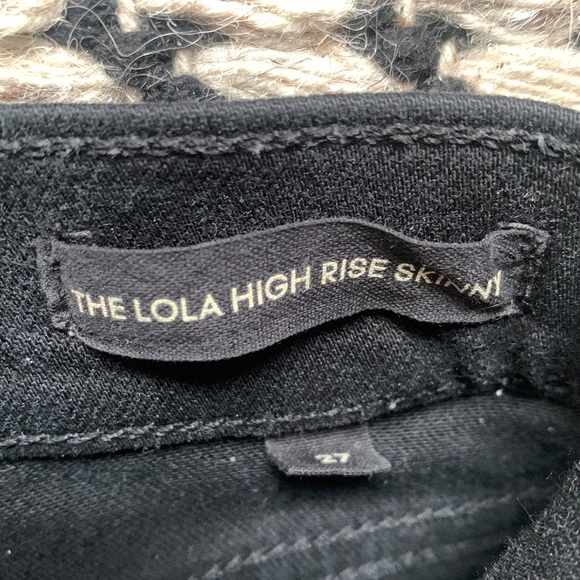 THE LOLA HIGH RISE SKINNY
27